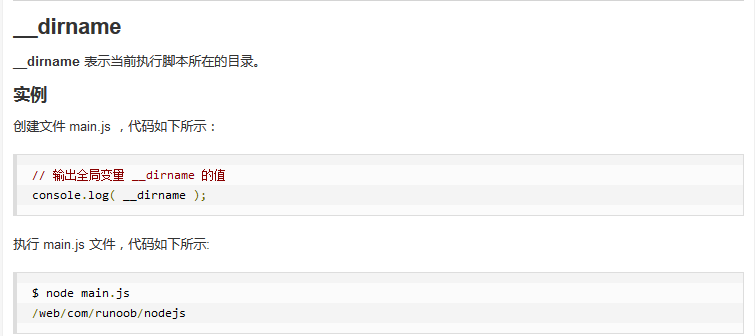 __dirname
__dirname 表示当前执行脚本所在的目录。
实例
创建文件 main.js ，代码如下所示：
// 输出全局变量 __dirname 的值
console.log( __dirname );
执行 main.js 文件，代码如下所示:
$ node main.js
/web/com/runoob/nodejs